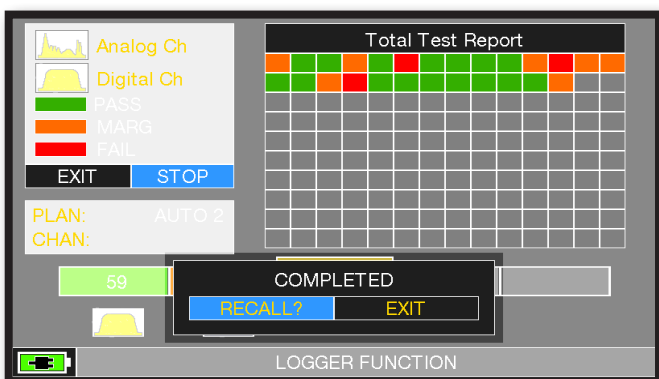 Analog Ch
Digital Ch
PASS
MARG
FAIL
EXIT STOP
PLAN: AUTO 2
CHAN:
Total Test Report
59
COMPLETED
RECALL? EXIT
LOGGER FUNCTION